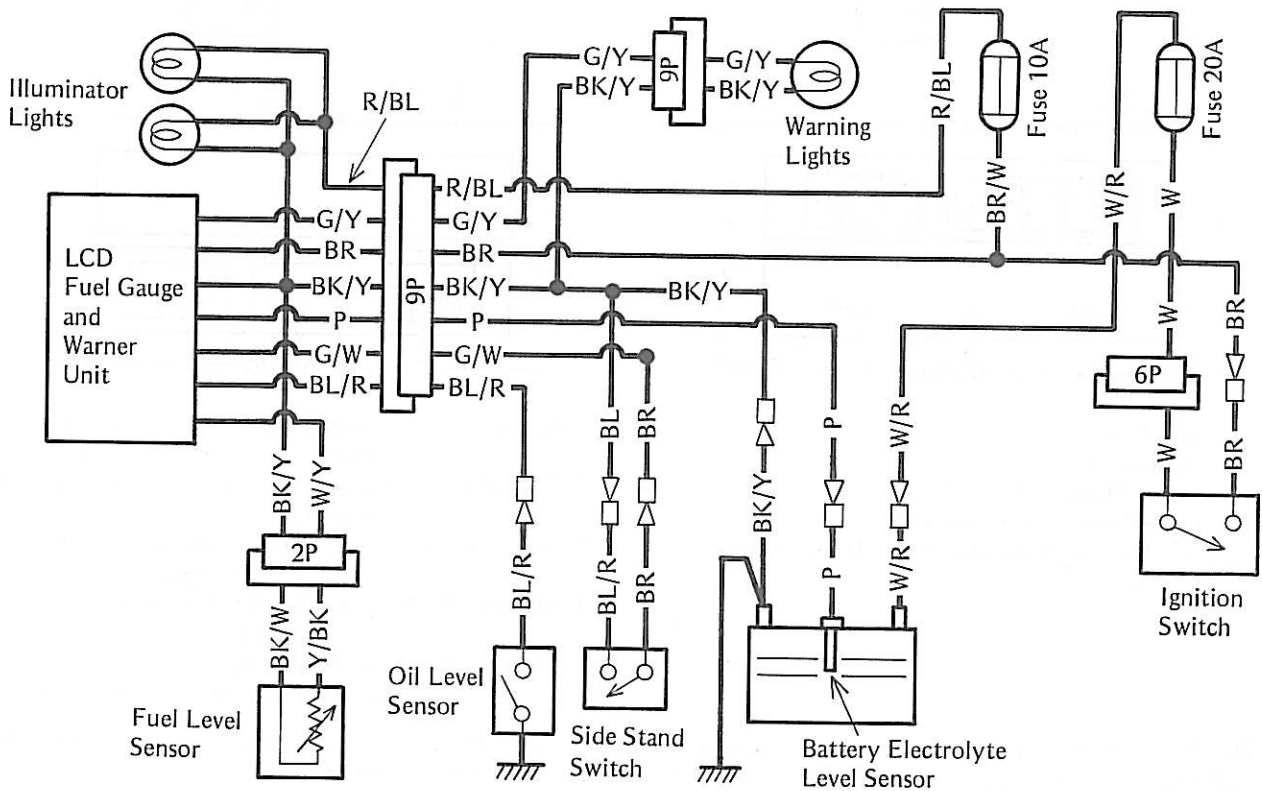 Illuminator
Lights
R/BL
G/Y
BK/Y
9P
G/Y
BK/Y
Warning
Lights
R/BL
Fuse 10A
BR/W
W/R
Fuse 20A
W
LCD
Fuel Gauge
and
Warner
Unit
G/Y
BR
BK/Y
P
G/W
BL/R
9P
R/BL
G/Y
BR
BK/Y
P
G/W
BL/R
BK/Y
W
BR
6P
W
BR
Ignition
Switch
BK/Y
W/Y
2P
BK/W
Y/BK
Fuel Level
Sensor
BL/R
Oil Level
Sensor
BL
BR
BL/R
BR
Side Stand
Switch
BK/Y
P
P
W/R
W/R
Battery Electrolyte
Level Sensor